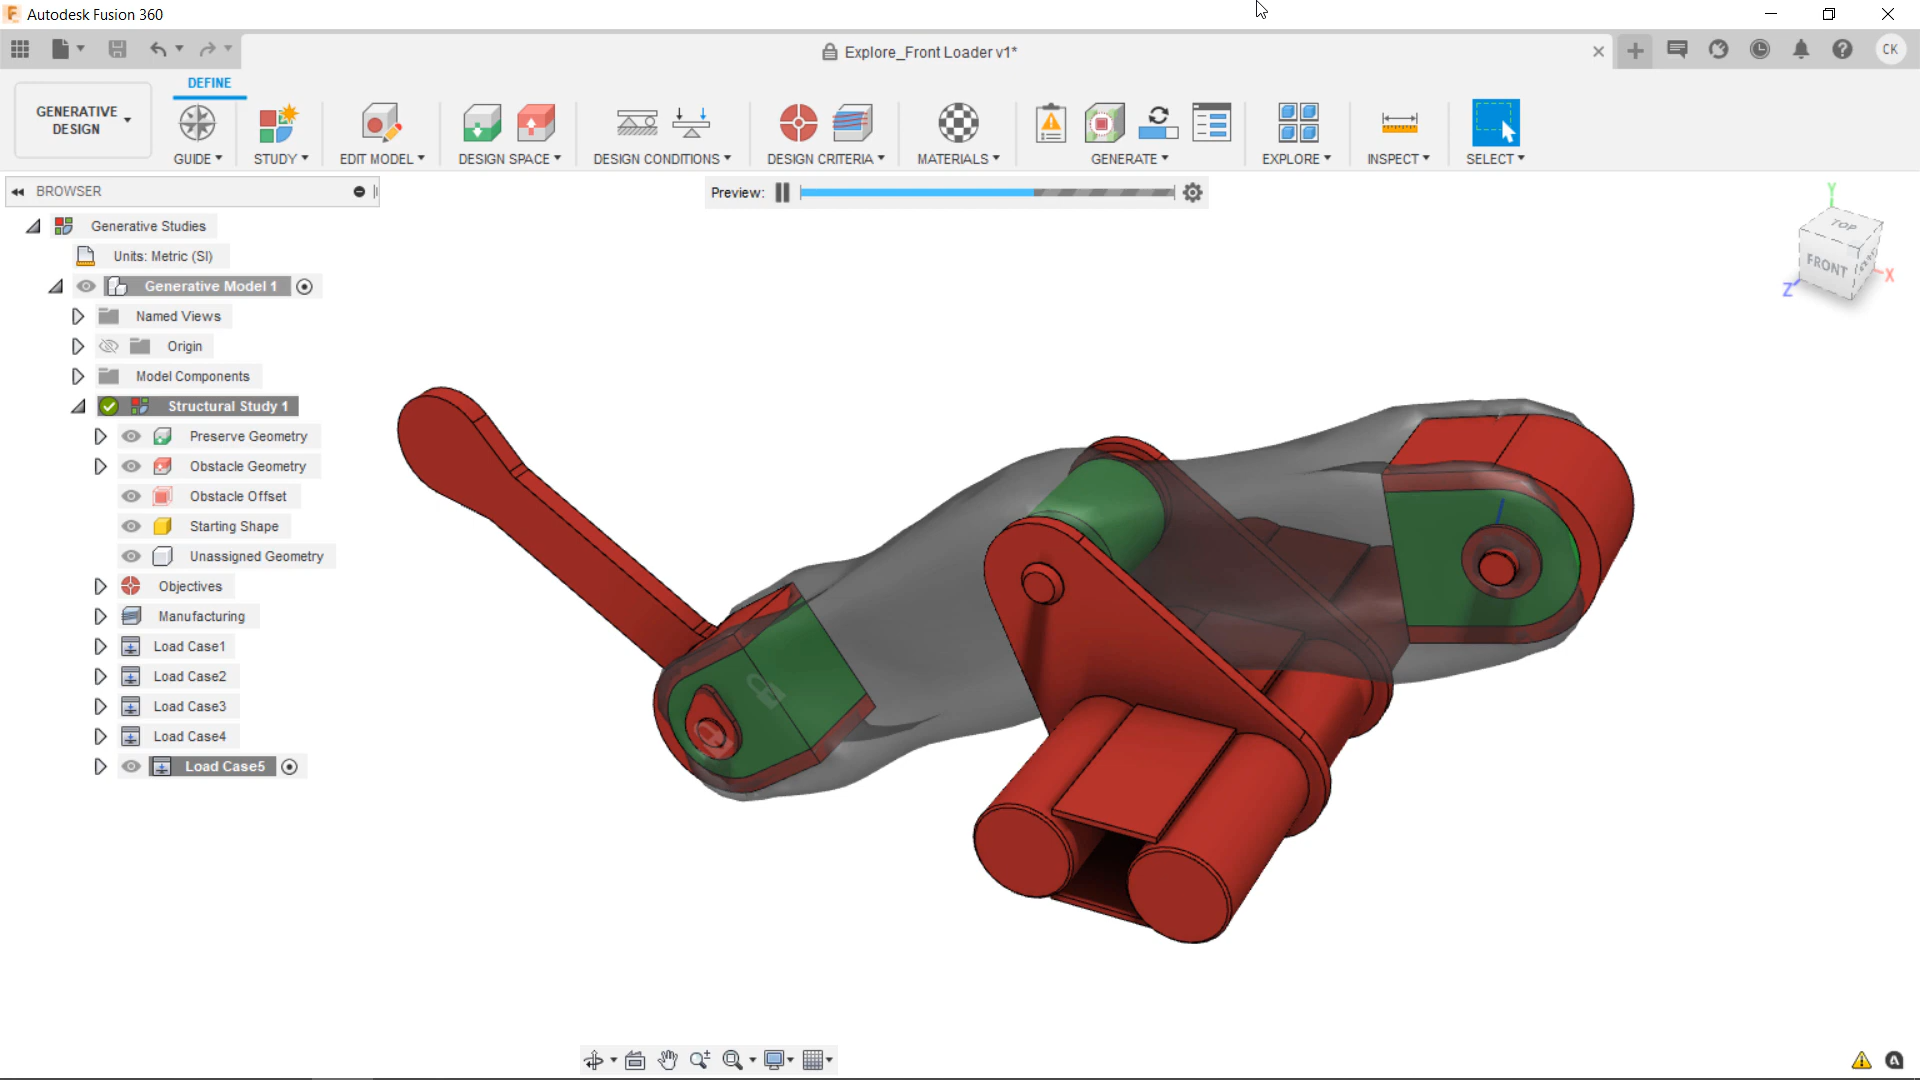 Autodesk Fusion 360
Explore_Front Loader v1*
CK
DEFINE
GENERATIVE
DESIGN
GUIDE
STUDY
EDIT MODEL
DESIGN SPACE
DESIGN CONDITIONS
DESIGN CRITERIA
MATERIALS
GENERATE
EXPLORE
INSPECT
SELECT
BROWSER
Preview:
Generative Studies
Units: Metric (SI)
Generative Model 1
Named Views
Origin
Model Components
Structural Study 1
Preserve Geometry
Obstacle Geometry
Obstacle Offset
Starting Shape
Unassigned Geometry
Objectives
Manufacturing
Load Case1
Load Case2
Load Case3
Load Case4
Load Case5
Y
TOP
FRONT
X
Z